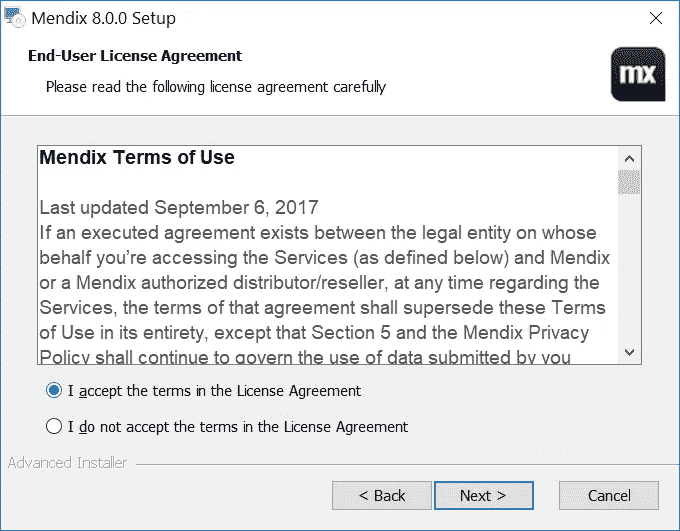 Mendix 8.0.0 Setup
End-User License Agreement
Please read the following license agreement carefully
mx
Mendix Terms of Use
Last updated September 6, 2017
If an executed agreement exists between the legal entity on whose
behalf you’re accessing the Services (as defined below) and Mendix
or a Mendix authorized distributor/reseller, at any time regarding the
Services, the terms of that agreement shall supersede these Terms
of Use in its entirety, except that Section 5 and the Mendix Privacy
Policy shall continue to govern the use of data submitted by you
I accept the terms in the License Agreement
I do not accept the terms in the License Agreement
Advanced Installer
< Back
Next >
Cancel